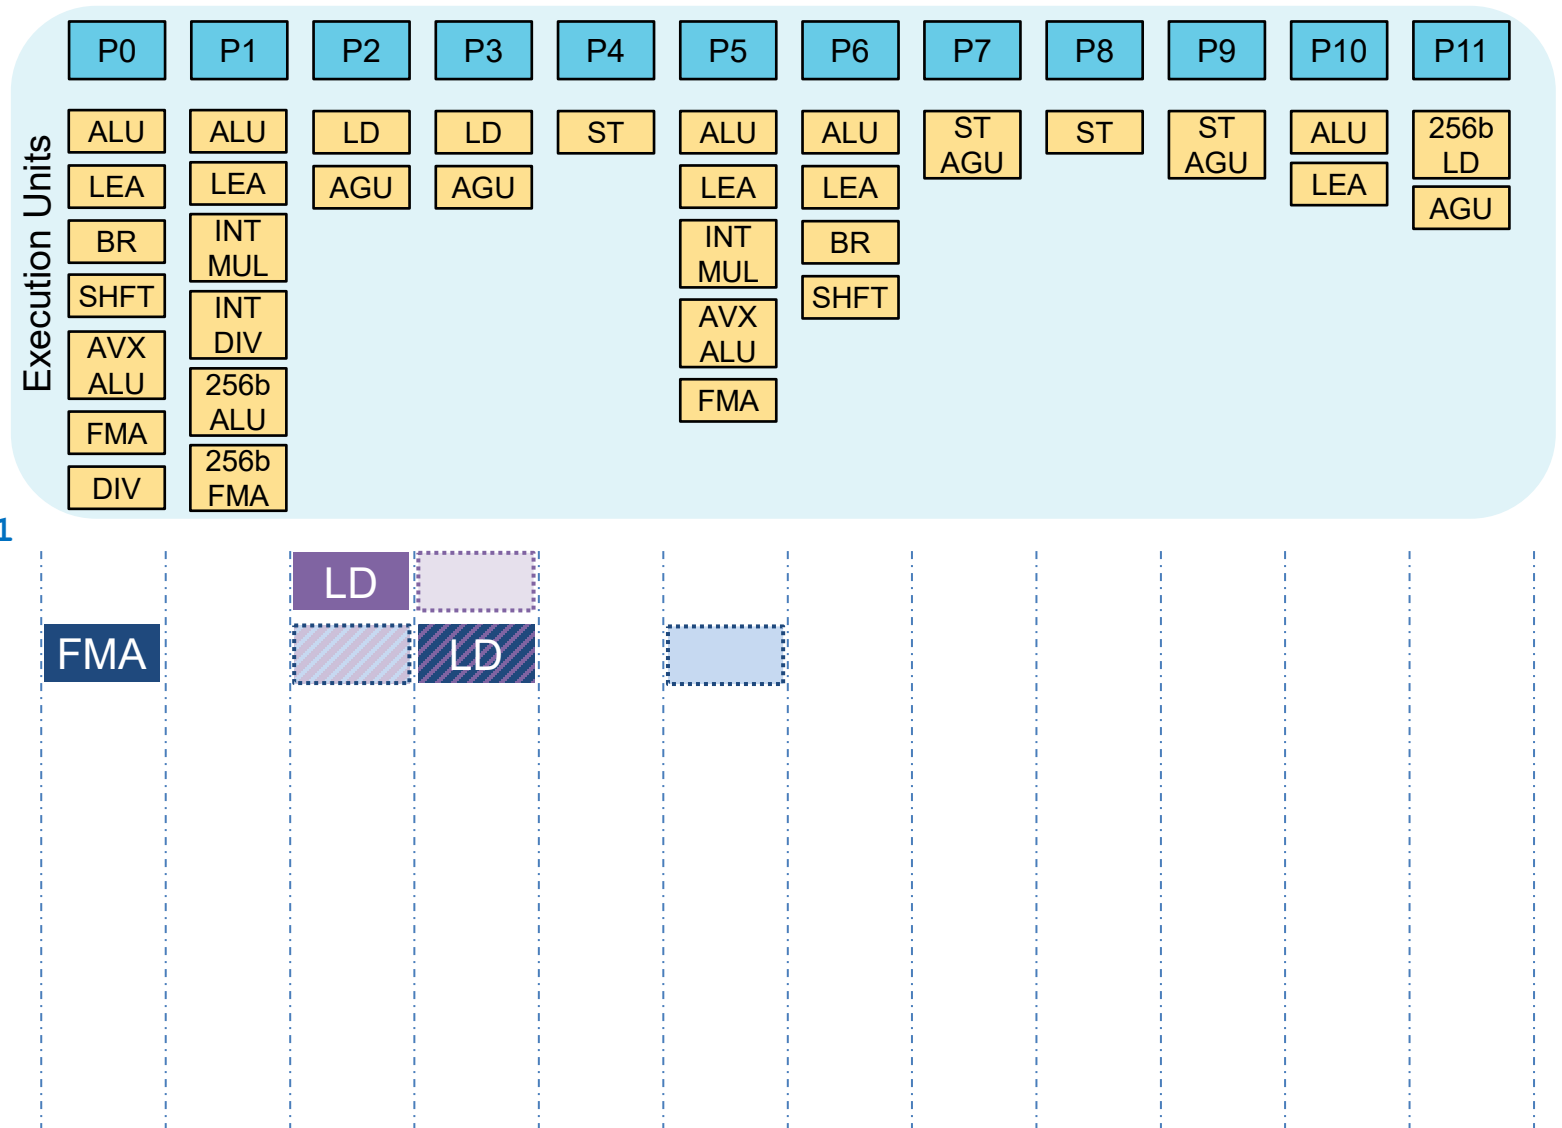 P0 P1 P2 P3 P4 P5 P6 P7 P8 P9 P10 P11
Execution Units
ALU
LEA
BR
SHFT
AVX
ALU
FMA
DIV
ALU
LEA
INT
MUL
INT
DIV
256b
ALU
256b
FMA
LD
AGU
LD
AGU
ST
ALU
LEA
INT
MUL
AVX
ALU
FMA
ALU
LEA
BR
SHFT
ST
AGU
ST
ST
AGU
ALU
LEA
256b
LD
AGU
1
LD
FMA LD